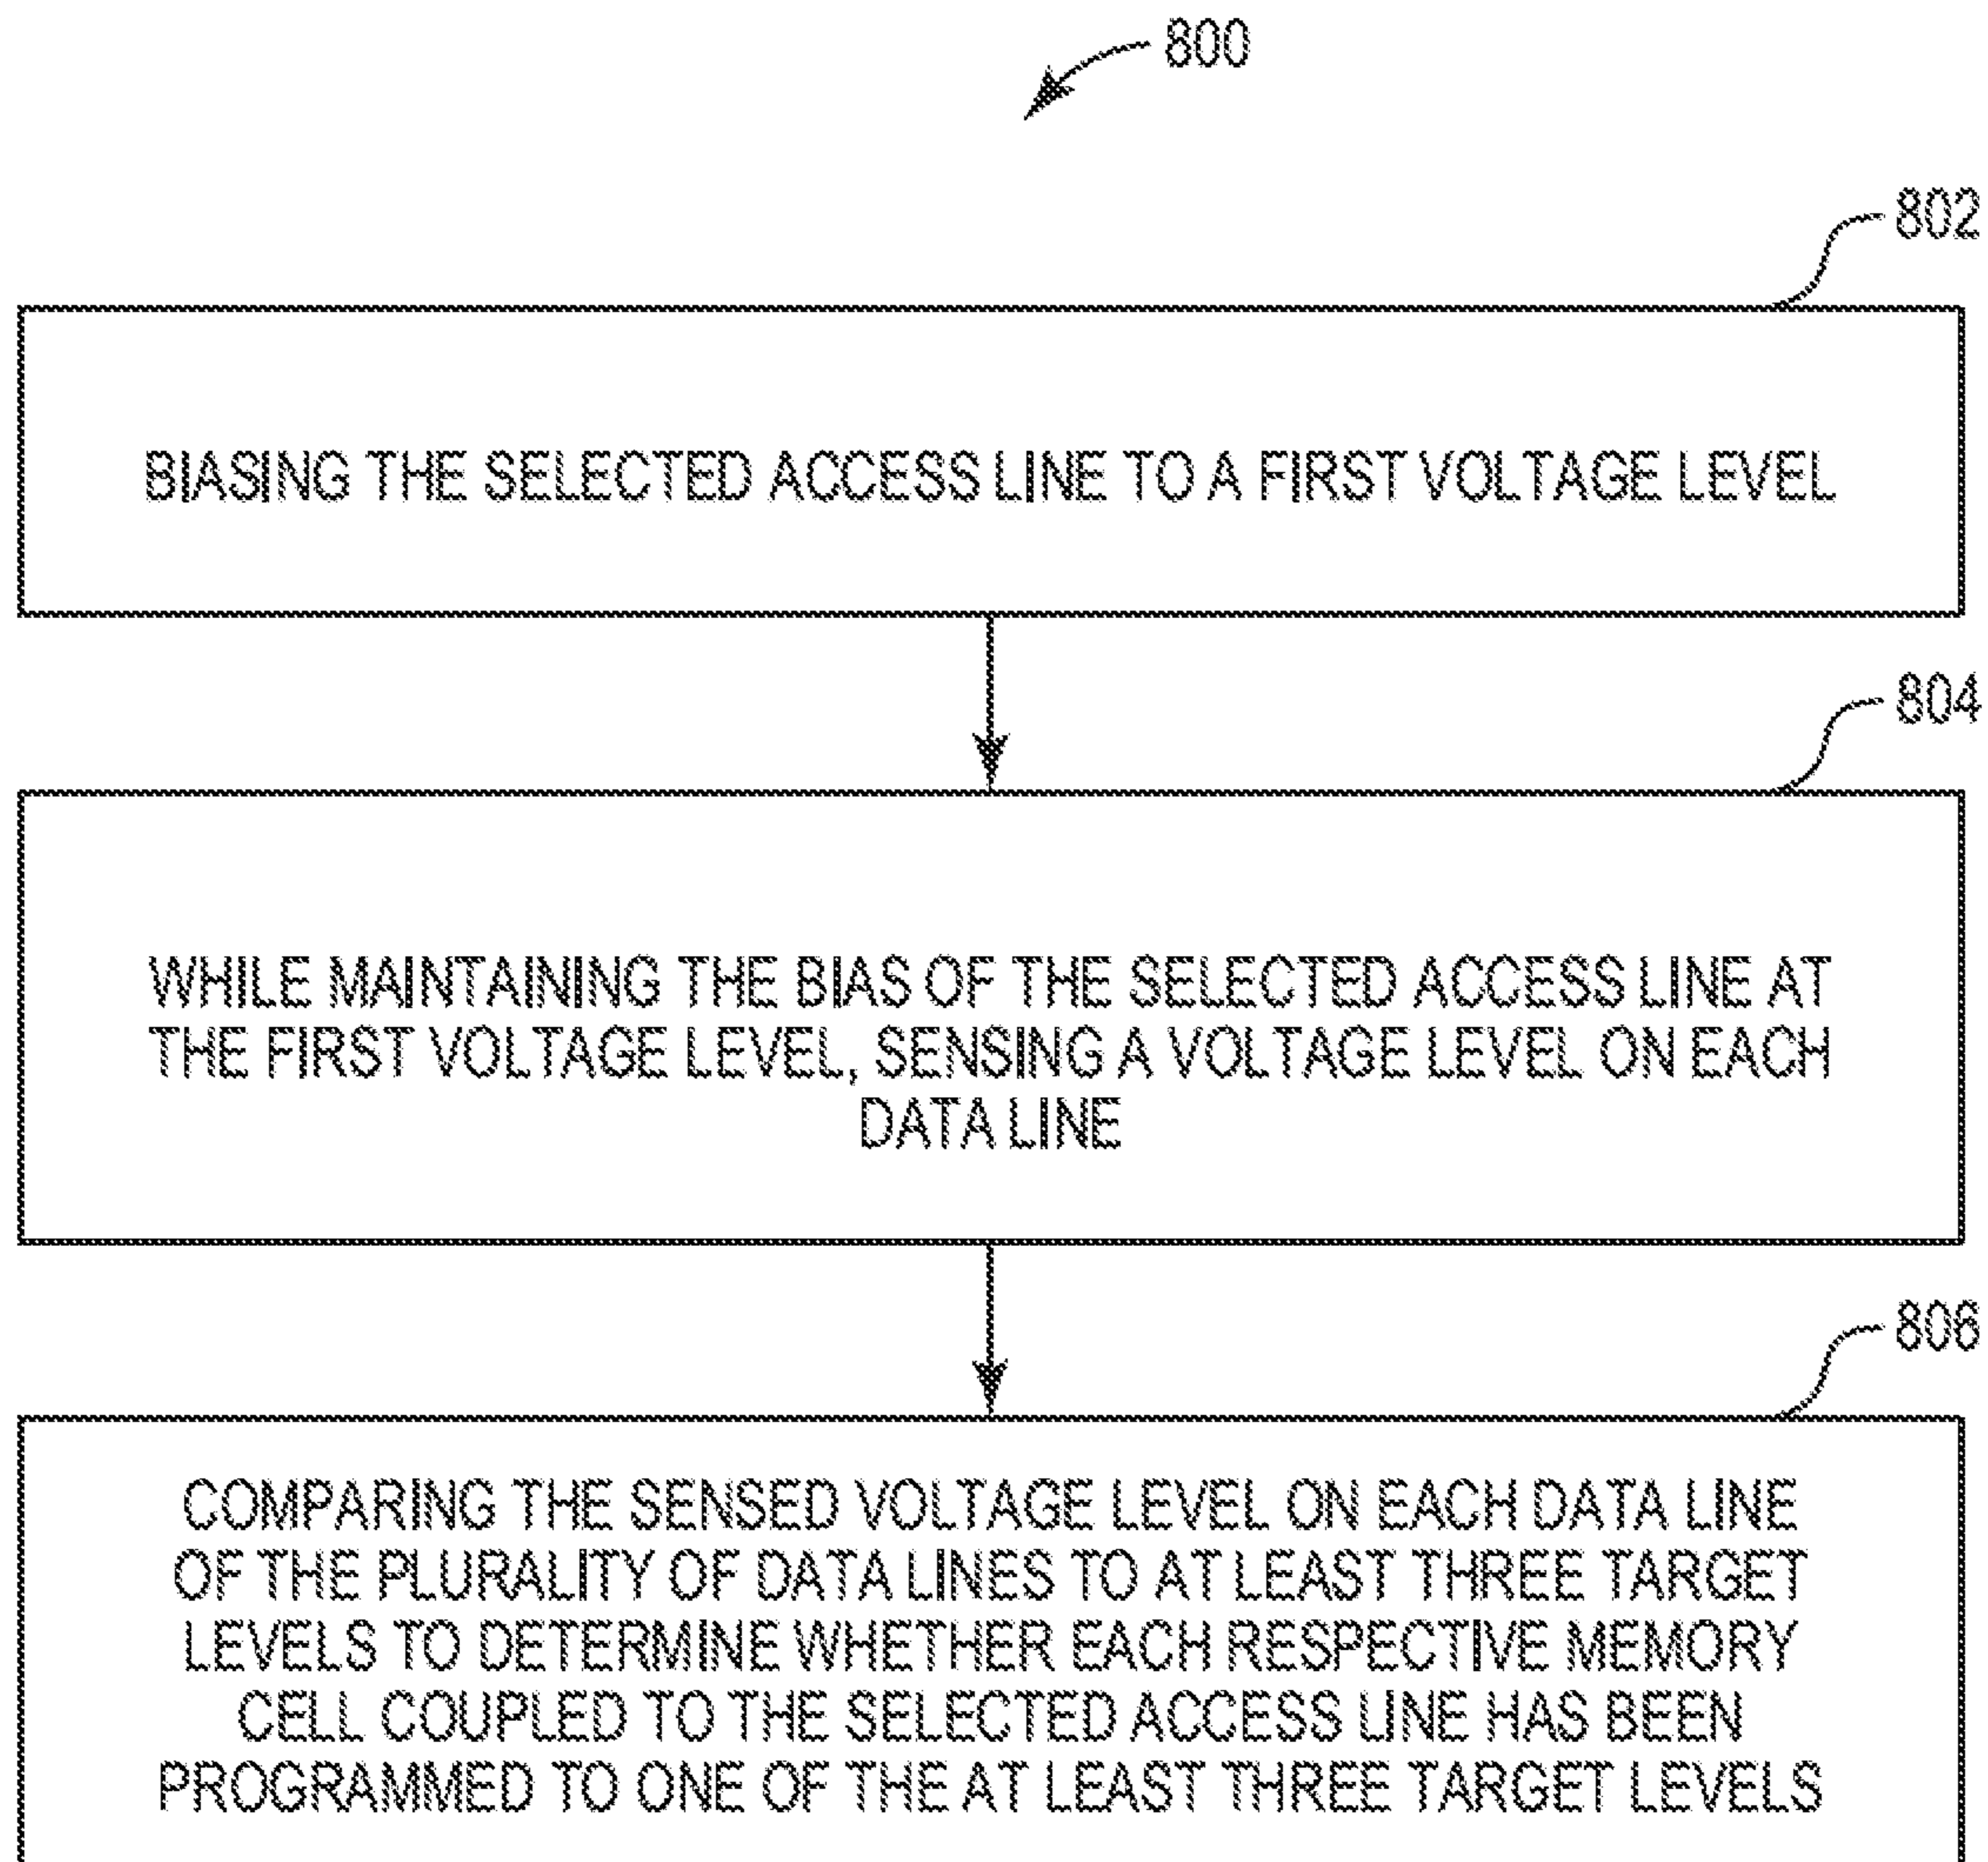 800
802
BIASING THE SELECTED ACCESS LINE TO A FIRST VOLTAGE LEVEL
804
WHILE MAINTAINING THE BIAS OF THE SELECTED ACCESS LINE AT
THE FIRST VOLTAGE LEVEL, SENSING A VOLTAGE LEVEL ON EACH
DATA LINE
806
COMPARING THE SENSED VOLTAGE LEVEL ON EACH DATA LINE
OF THE PLURALITY OF DATA LINES TO AT LEAST THREE TARGET
LEVELS TO DETERMINE WHETHER EACH RESPECTIVE MEMORY
CELL COUPLED TO THE SELECTED ACCESS LINE HAS BEEN
PROGRAMMED TO ONE OF THE AT LEAST THREE TARGET LEVELS